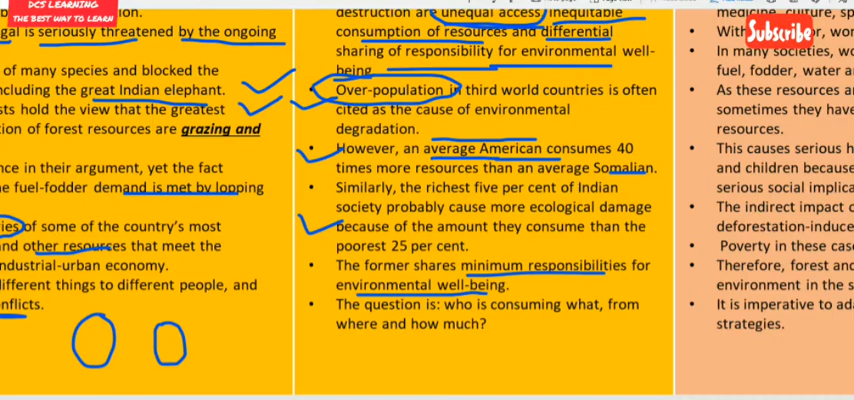 DCS LEARNING
THE BEST WAY TO LEARN
ion.
gal is seriously threatened by the ongoing
of many species and blocked the
ncluding the great Indian elephant.
sts hold the view that the greatest
tion of forest resources are grazing and
nce in their argument, yet the fact
e fuel-fodder demand is met by lopping
ries of some of the country's most
and other resources that meet the
ndustrial-urban economy.
different things to different people, and
nflicts.
destruction are unequal access, inequitable
consumption of resources and differential
sharing of responsibility for environmental well-
being
• Over-population in third world countries is often
cited as the cause of environmental
degradation.
• However, an average American consumes 40
times more resources than an average Somalian.
• Similarly, the richest five per cent of Indian
society probably cause more ecological damage
because of the amount they consume than the
poorest 25 per cent.
• The former shares minimum responsibilities for
environmental well-being.
• The question is: who is consuming what, from
where and how much?
Subscribe
medicine, culture, sp
• With
r, wor
• In many societies, wo
fuel, fodder, water a
• As these resources a
sometimes they have
resources.
• This causes serious h
and children because
serious social implica
• The indirect impact o
deforestation-induce
• Poverty in these case
• Therefore, forest and
environment in the s
• It is imperative to ada
strategies.